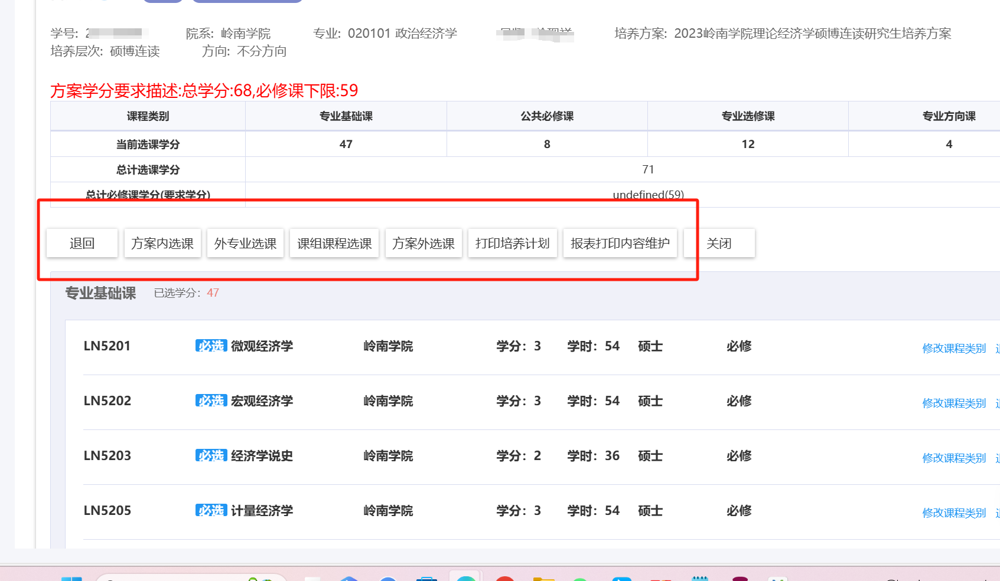 学号: 院系: 岭南学院 专业: 020101 政治经济学 培养方案: 2023岭南学院理论经济学硕博连读研究生培养方案
培养层次: 硕博连读 方向: 不分方向
方案学分要求描述:总学分:68,必修课下限:59
课程类别 专业基础课 公共必修课 专业选修课 专业方向课
当前选课学分 47 8 12 4
总计选课学分 71
总计必修课学分(要求学分) undefined(59)
退回 方案内选课 外专业选课 课组课程选课 方案外选课 打印培养计划 报表打印内容维护 关闭
专业基础课 已选学分: 47
LN5201 必选 微观经济学 岭南学院 学分: 3 学时: 54 硕士 必修 修改课程类别
LN5202 必选 宏观经济学 岭南学院 学分: 3 学时: 54 硕士 必修 修改课程类别
LN5203 必选 经济学说史 岭南学院 学分: 2 学时: 36 硕士 必修 修改课程类别
LN5205 必选 计量经济学 岭南学院 学分: 3 学时: 54 硕士 必修 修改课程类别